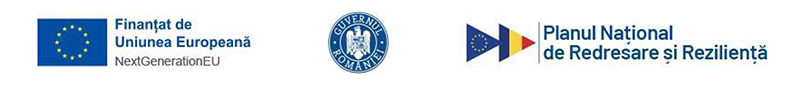 Finanțat de
Uniunea Europeană
NextGenerationEU
GUVERNUL
ROMÂNIEI
Planul Național
de Redresare și Reziliență